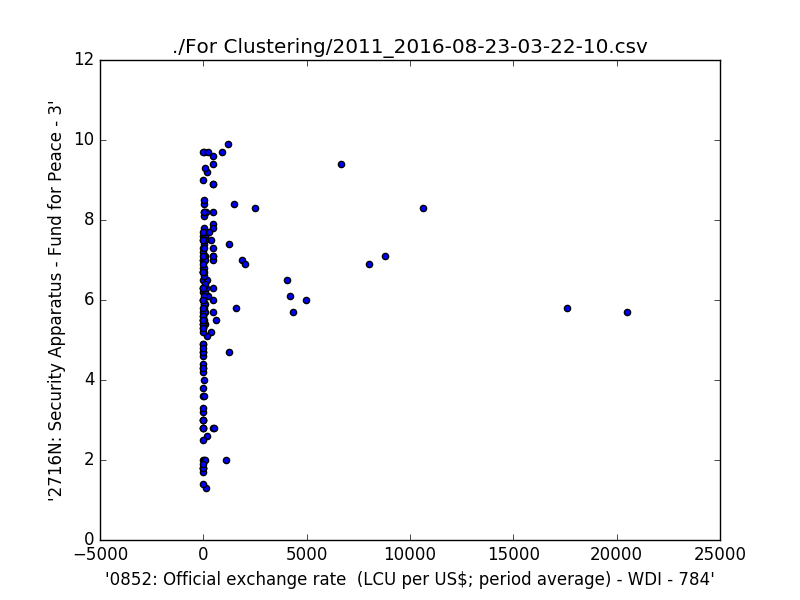 ./For Clustering/2011_2016-08-23-03-22-10.csv
12
10
8
6
4
2
0
'2716N: Security Apparatus - Fund for Peace - 3'
−5000 0 5000 10000 15000 20000 25000
'0852: Official exchange rate  (LCU per US$; period average) - WDI - 784'